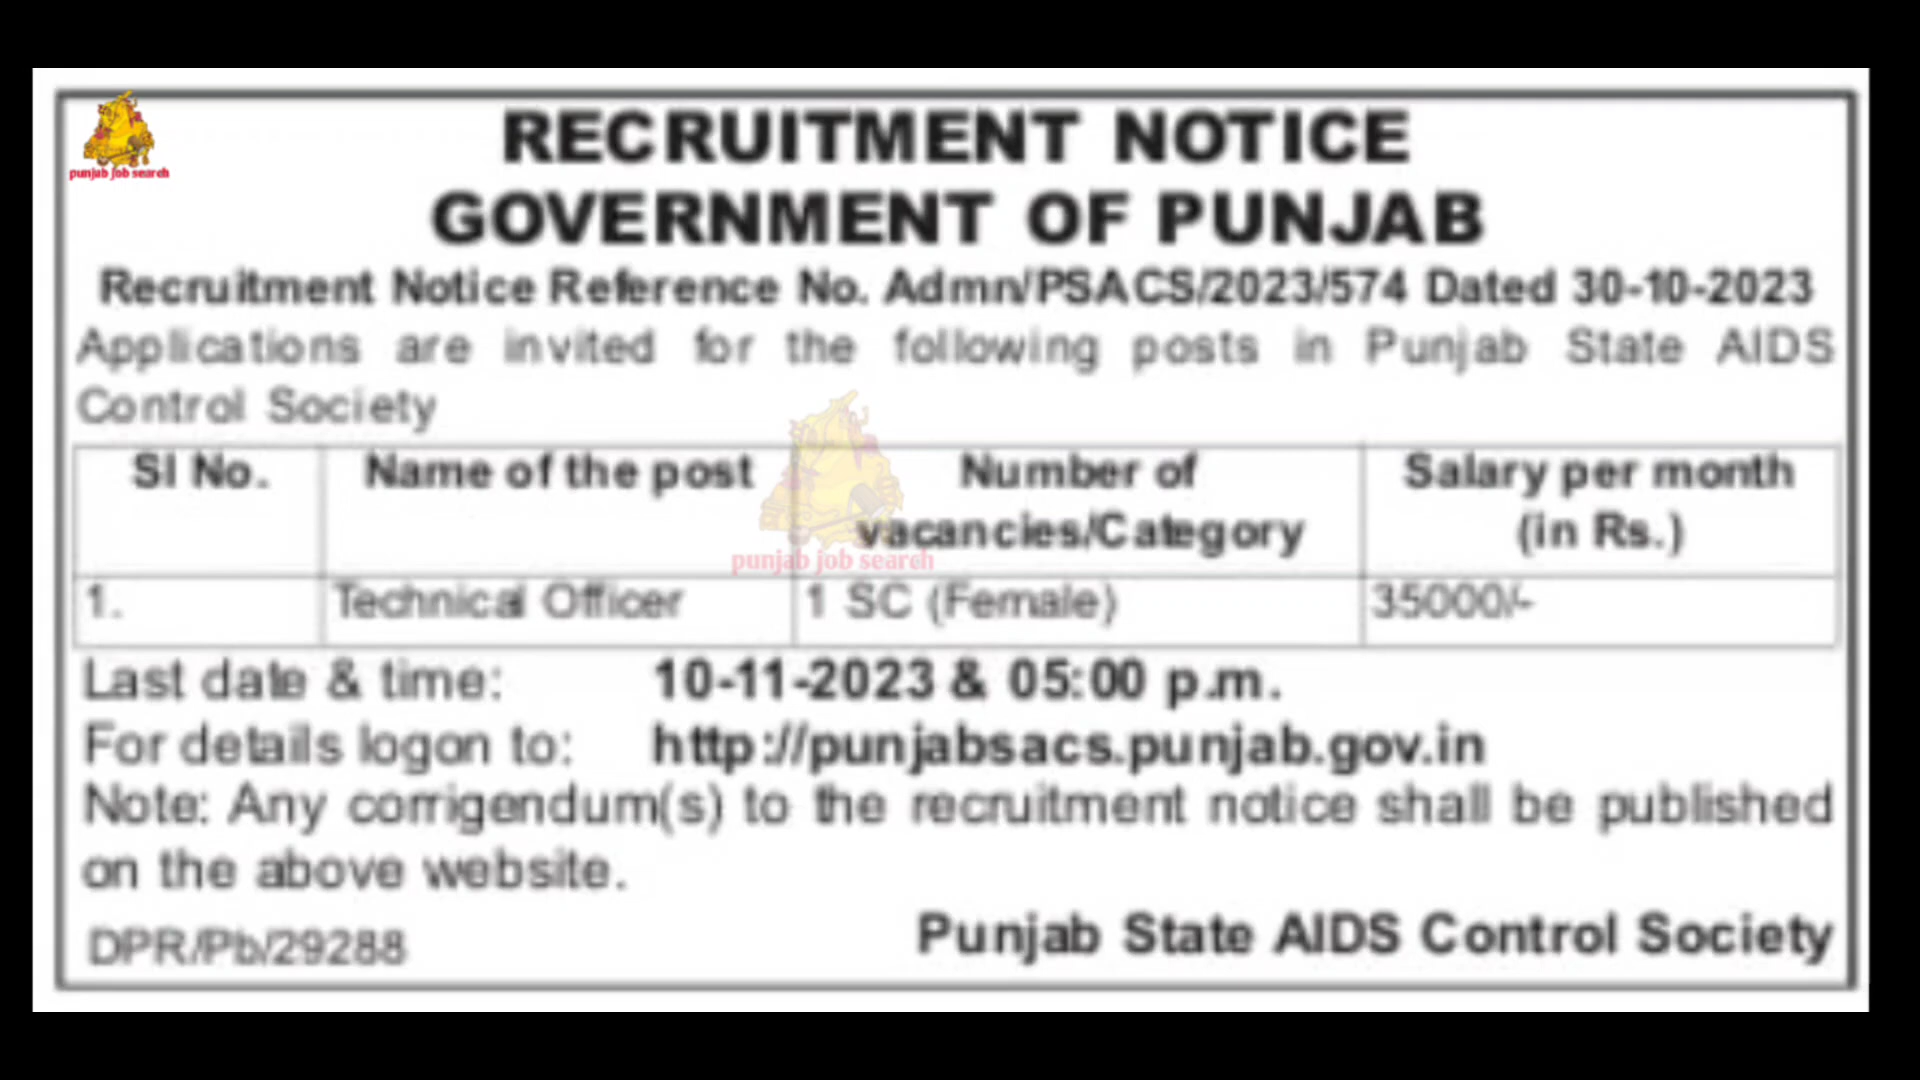 punjab job search
RECRUITMENT NOTICE
GOVERNMENT OF PUNJAB
Recruitment Notice Reference No. Admn/PSACS/2023/574 Dated 30-10-2023
Applications are invited for the following posts in Punjab State AIDS
Control Society
Sl No. Name of the post Number of vacancies/Category Salary per month (in Rs.)
punjab job search
1. Technical Officer 1 SC (Female) 35000/-
Last date & time: 10-11-2023 & 05:00 p.m.
For details logon to: http://punjabsacs.punjab.gov.in
Note: Any corrigendum(s) to the recruitment notice shall be published
on the above website.
DPR/Pb/29288 Punjab State AIDS Control Society